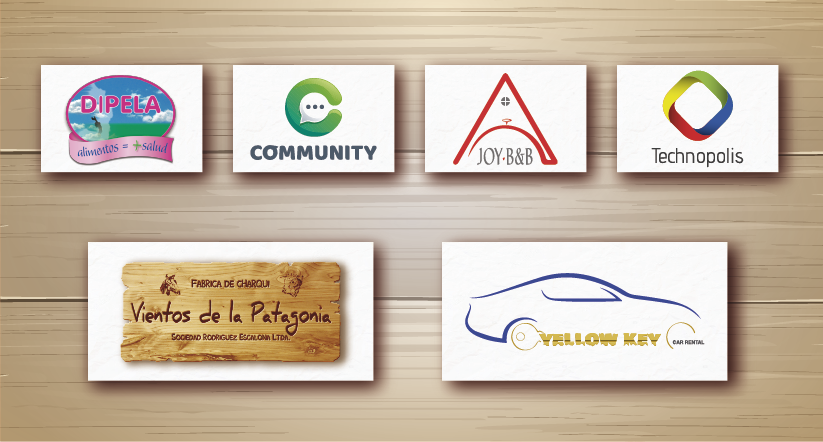 DIPELA
alimentos = + salud
COMMUNITY
JOY·B&B
Technopolis
FABRICA DE CHARQUI
Vientos de la Patagonia
SOCIEDAD RODRIGUEZ ESCALONA LTDA.
YELLOW KEY
CAR RENTAL